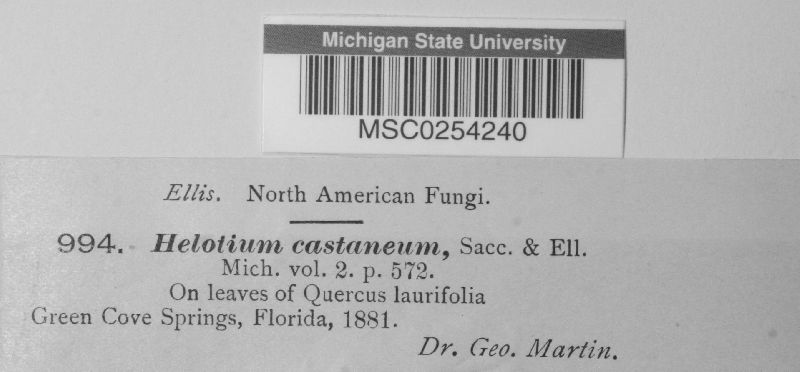 Michigan State University
MSC0254240
Ellis. North American Fungi.
994. Helotium castaneum, Sacc. & Ell.
Mich. vol. 2. p. 572.
On leaves of Quercus laurifolia
Green Cove Springs, Florida, 1881.
Dr. Geo. Martin.